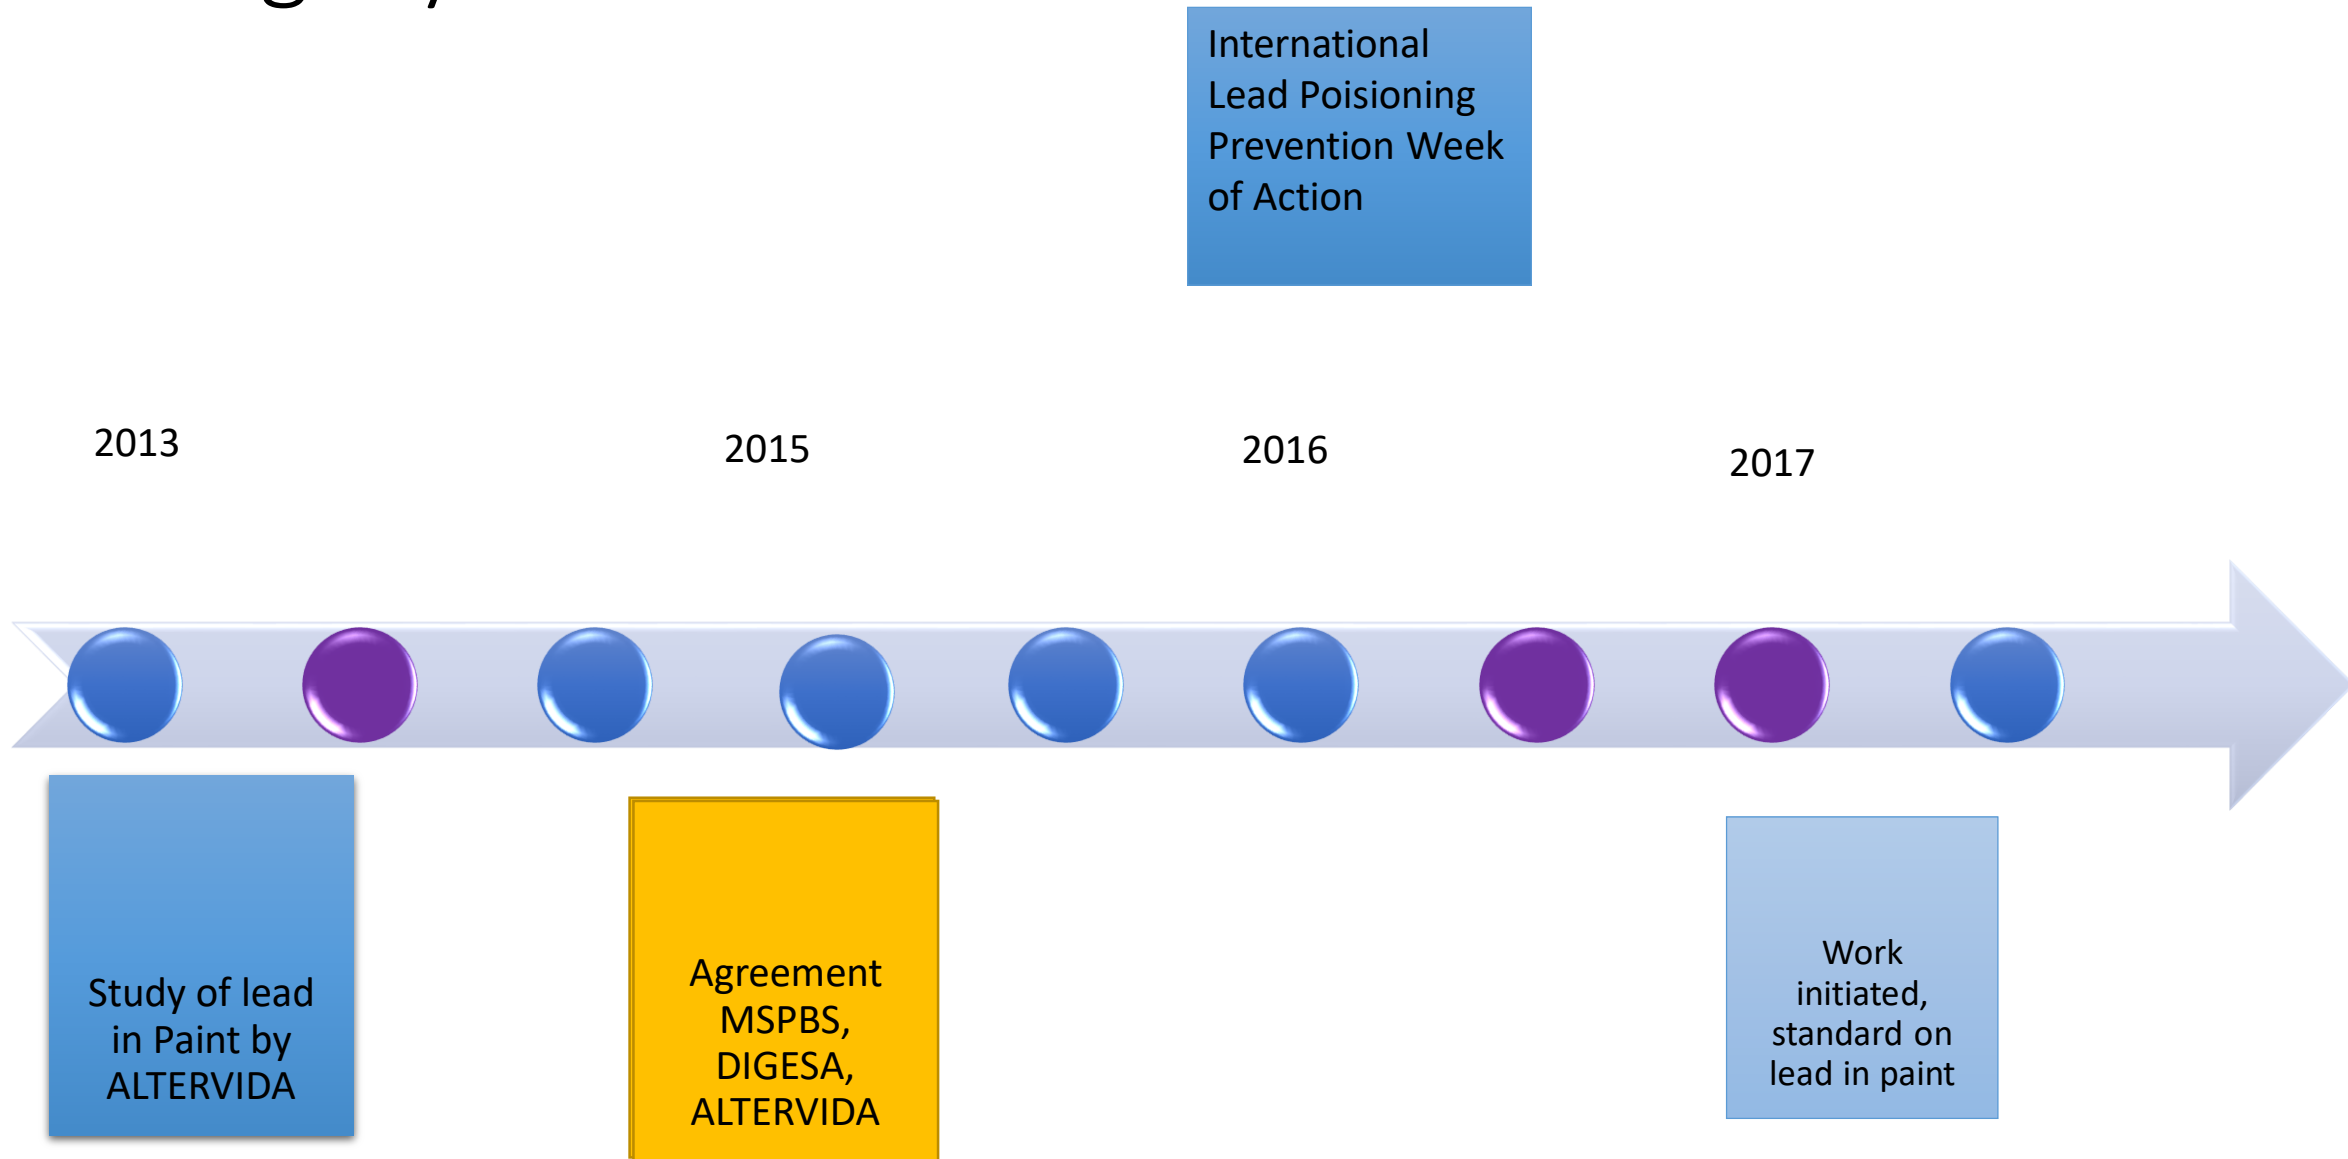 International
Lead Poisioning
Prevention Week
of Action
2013
2015
2016
2017
Study of lead
in Paint by
ALTERVIDA
Agreement
MSPBS,
DIGESA,
ALTERVIDA
Work
initiated,
standard on
lead in paint